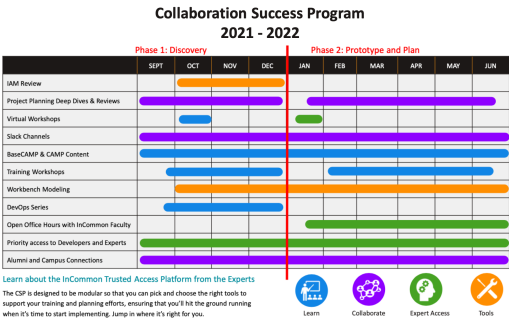 Collaboration Success Program
2021 - 2022
Phase 1: Discovery
Phase 2: Prototype and Plan
SEPT OCT NOV DEC JAN FEB MAR APR MAY JUN
IAM Review
Project Planning Deep Dives & Reviews
Virtual Workshops
Slack Channels
BaseCAMP & CAMP Content
Training Workshops
Workbench Modeling
DevOps Series
Open Office Hours with InCommon Faculty
Priority access to Developers and Experts
Alumni and Campus Connections
Learn about the InCommon Trusted Access Platform from the Experts
The CSP is designed to be modular so that you can pick and choose the right tools to
support your training and planning efforts, ensuring that you'll hit the ground running
when it's time to start implementing. Jump in where it's right for you.
Learn
Collaborate
Expert Access
Tools